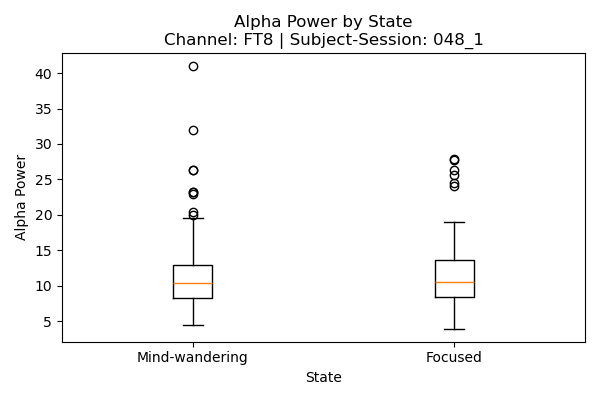 Alpha Power by State
Channel: FT8 | Subject-Session: 048_1
40
35
30
25
20
15
10
5
Alpha Power
Mind-wandering
Focused
State